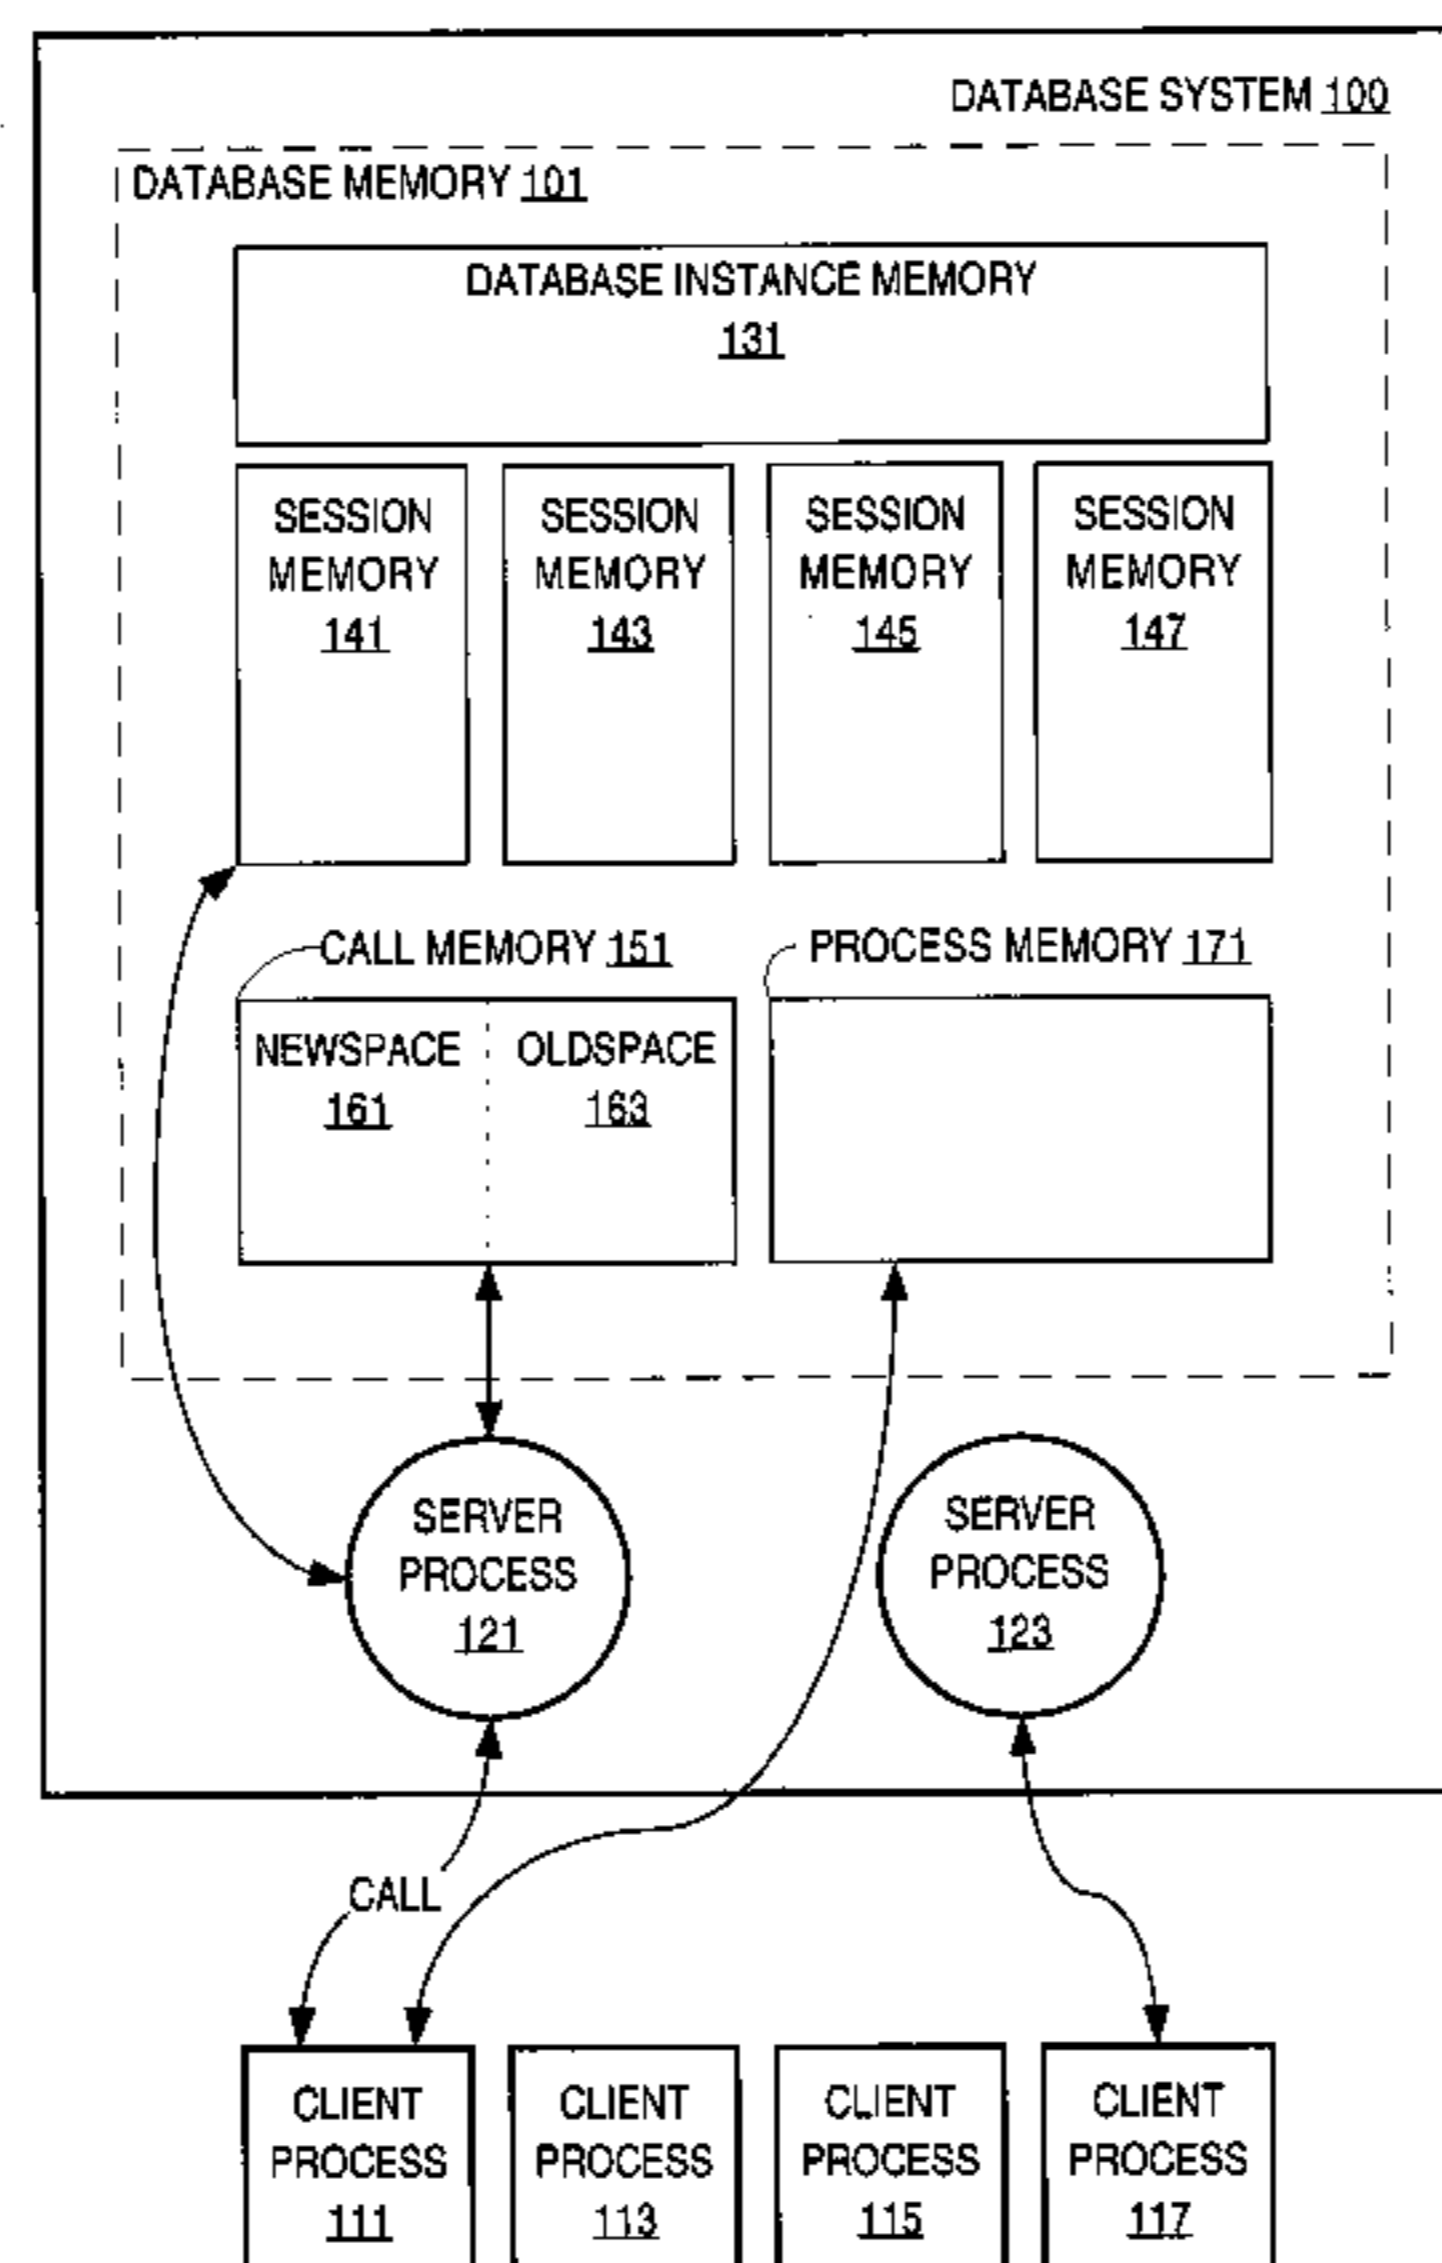 DATABASE SYSTEM 100
DATABASE MEMORY 101
DATABASE INSTANCE MEMORY
131
SESSION
MEMORY
141
SESSION
MEMORY
143
SESSION
MEMORY
145
SESSION
MEMORY
147
CALL MEMORY 151
PROCESS MEMORY 171
NEWSPACE
161
OLDSPACE
163
SERVER
PROCESS
121
SERVER
PROCESS
123
CALL
CLIENT
PROCESS
111
CLIENT
PROCESS
113
CLIENT
PROCESS
115
CLIENT
PROCESS
117